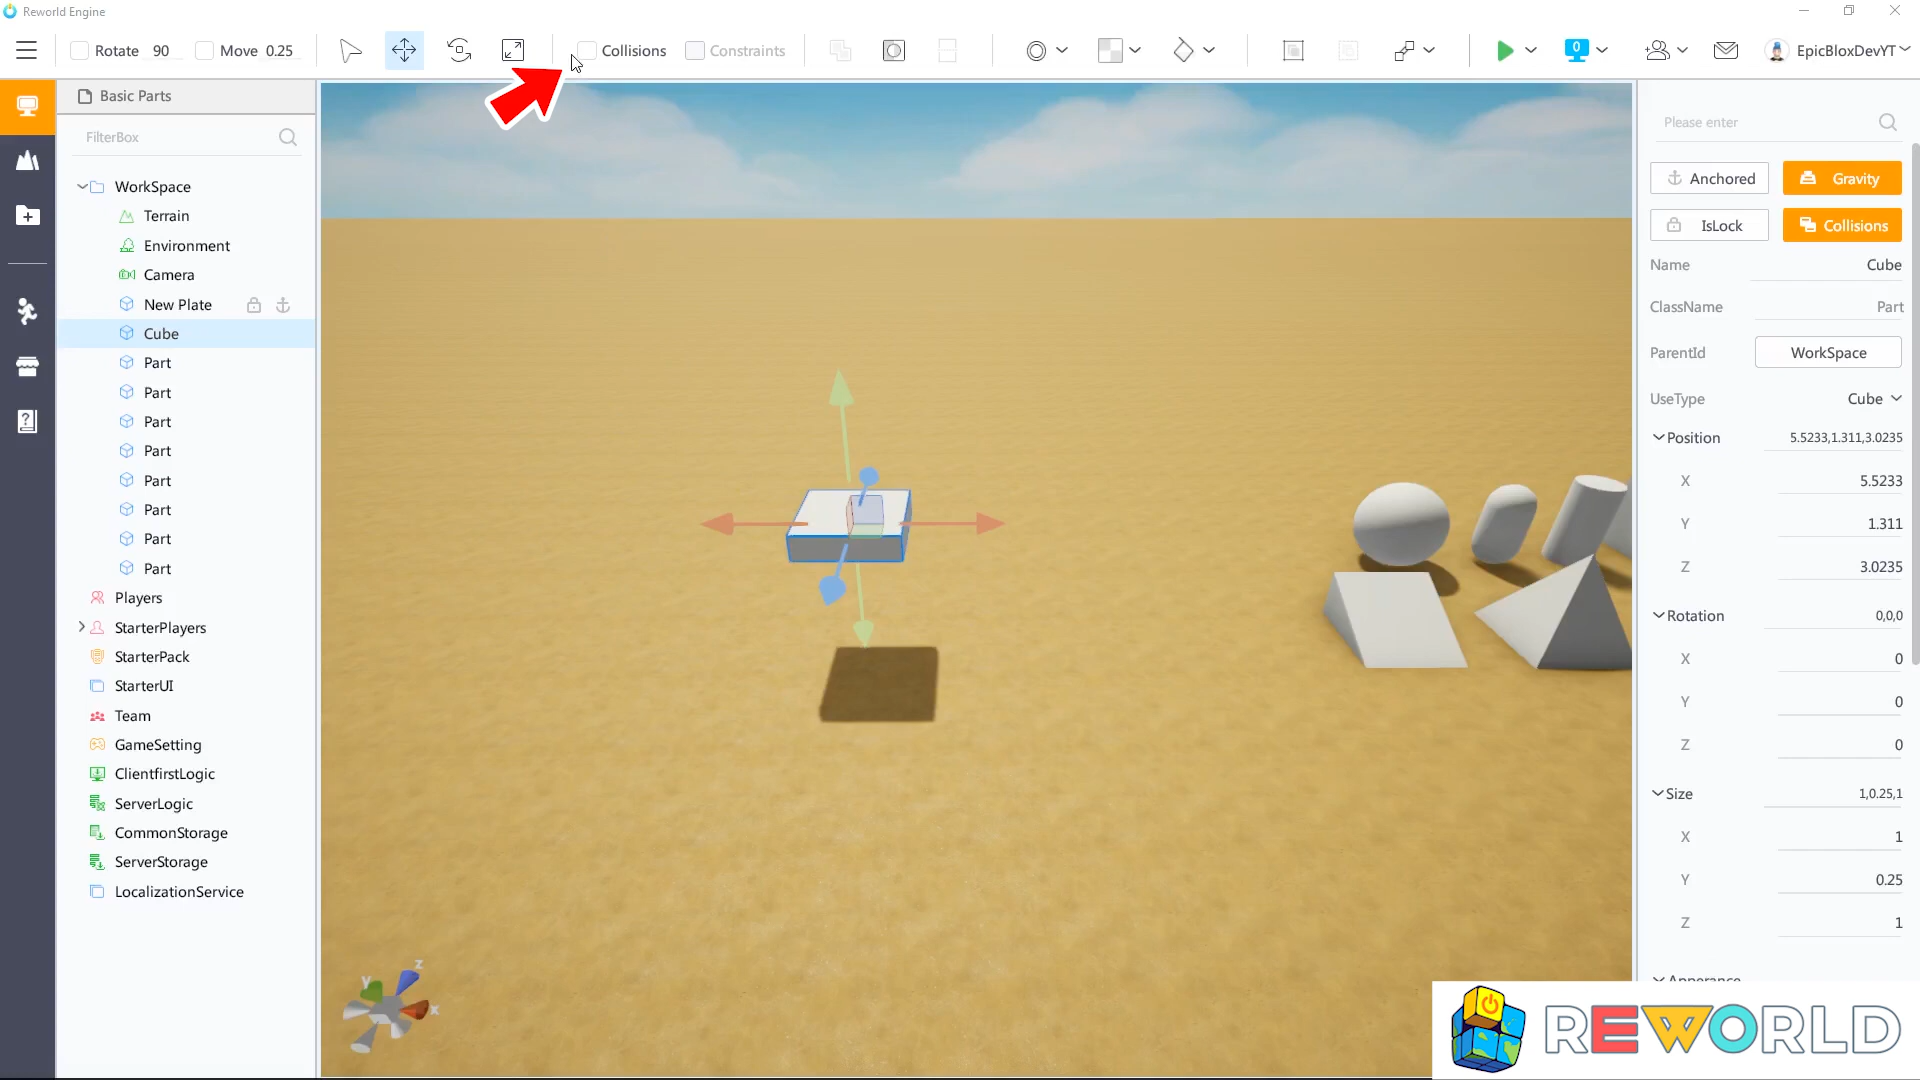 Reworld Engine
Rotate 90 Move 0.25 Collisions Constraints 0 EpicBloxDevYT
Basic Parts
FilterBox
WorkSpace
Terrain
Environment
Camera
New Plate
Cube
Part
Part
Part
Part
Part
Part
Part
Part
Players
StarterPlayers
StarterPack
StarterUI
Team
GameSetting
ClientfirstLogic
ServerLogic
CommonStorage
ServerStorage
LocalizationService
z
y
x
Please enter
Anchored Gravity
IsLock Collisions
Name Cube
ClassName Part
ParentId WorkSpace
UseType Cube
Position 5.5233,1.311,3.0235
X 5.5233
Y 1.311
Z 3.0235
Rotation 0,0,0
X 0
Y 0
Z 0
Size 1,0.25,1
X 1
Y 0.25
Z 1
Apperance
REWORLD